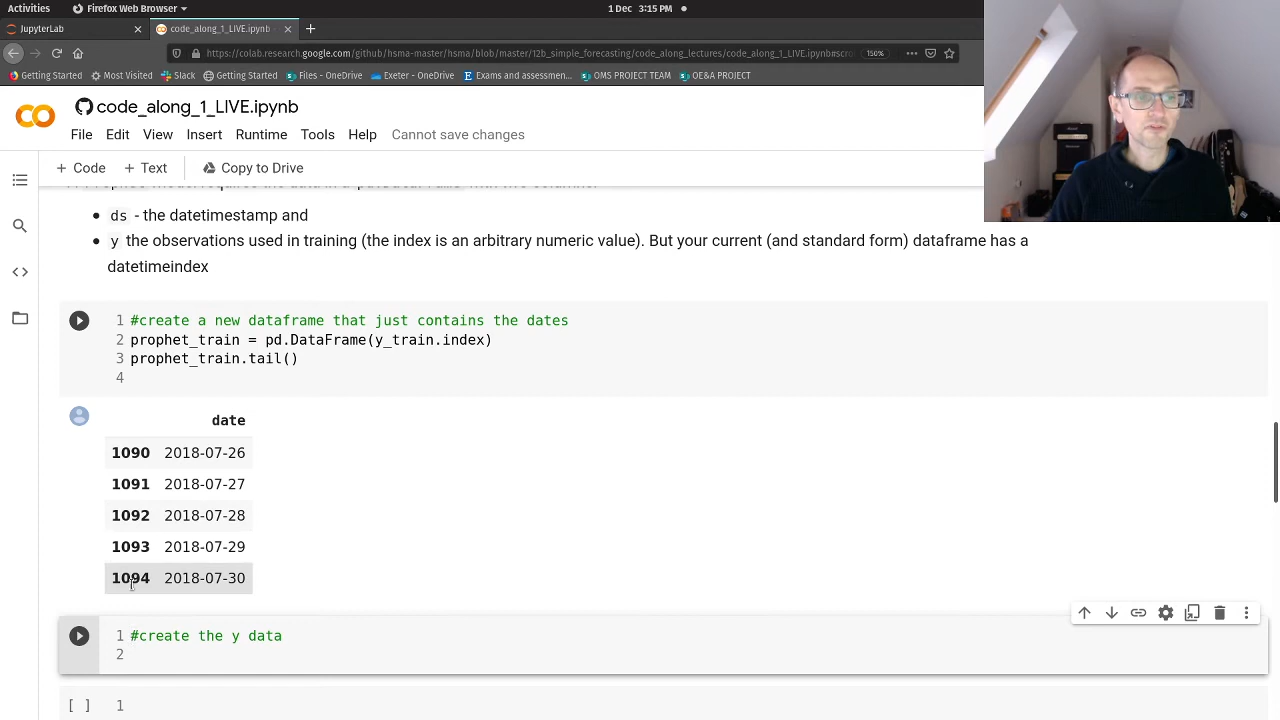 Activities
Firefox Web Browser
1 Dec 3:15 PM
JupyterLab
code_along_1_LIVE.ipynb
https://colab.research.google.com/github/hsma-master/hsma/blob/master/12b_simple_forecasting/code_along_lectures/code_along_1_LIVE.ipynb#scro
150%
Getting Started
Most Visited
Slack
Getting Started
Files - OneDrive
Exeter - OneDrive
Exams and assessmen...
OMS PROJECT TEAM
OE&A PROJECT
code_along_1_LIVE.ipynb
File Edit View Insert Runtime Tools Help Cannot save changes
+ Code + Text Copy to Drive
ds - the datetimestamp and
y the observations used in training (the index is an arbitrary numeric value). But your current (and standard form) dataframe has a
datetimeindex
1 #create a new dataframe that just contains the dates
2 prophet_train = pd.DataFrame(y_train.index)
3 prophet_train.tail()
4
date
1090 2018-07-26
1091 2018-07-27
1092 2018-07-28
1093 2018-07-29
1094 2018-07-30
1 #create the y data
2
[ ] 1